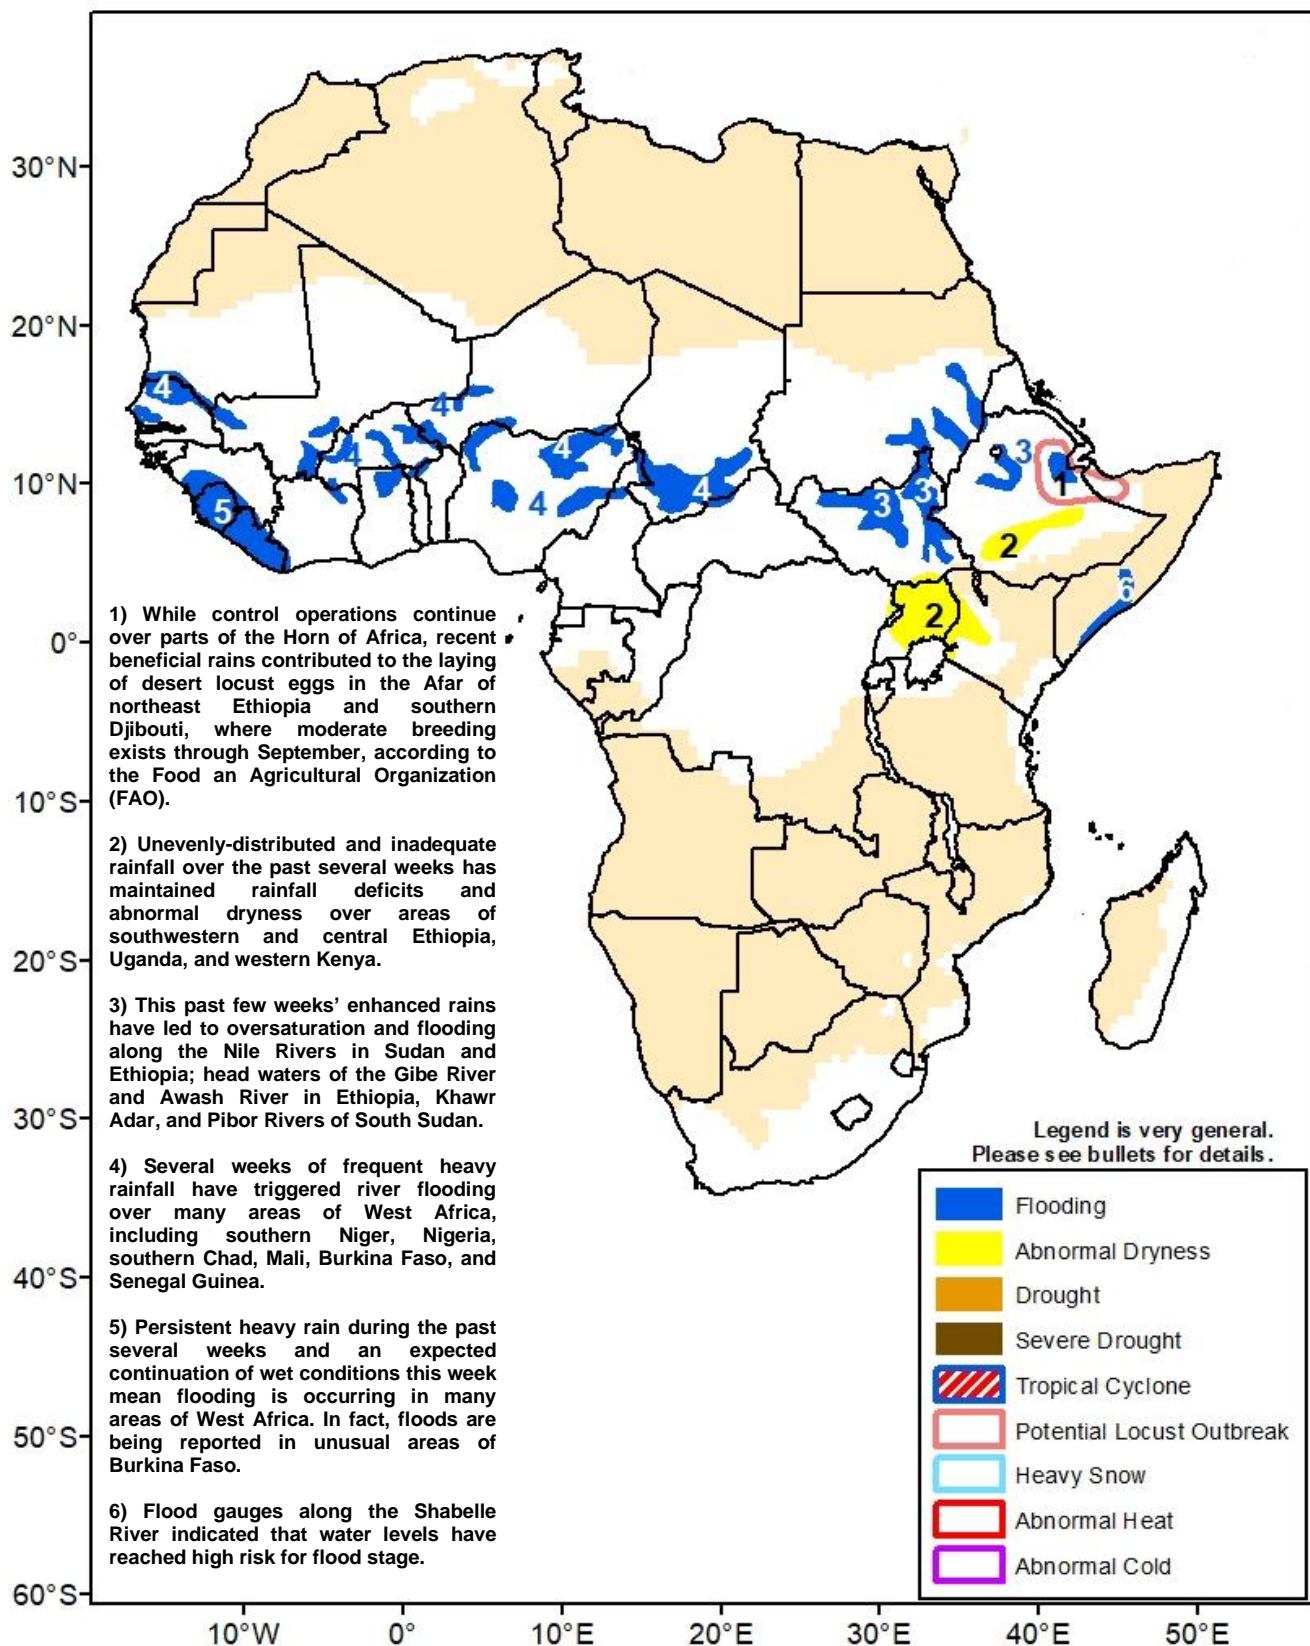 30°N
20°N
10°N
0°
10°S
20°S
30°S
40°S
50°S
60°S
10°W
0°
10°E
20°E
30°E
40°E
50°E
4
4
4
4
4
4
5
3
3
3
1
2
2
6
1) While control operations continue
over parts of the Horn of Africa, recent
beneficial rains contributed to the laying
of desert locust eggs in the Afar of
northeast Ethiopia and southern
Djibouti, where moderate breeding
exists through September, according to
the Food an Agricultural Organization
(FAO).
2) Unevenly-distributed and inadequate
rainfall over the past several weeks has
maintained rainfall deficits and
abnormal dryness over areas of
southwestern and central Ethiopia,
Uganda, and western Kenya.
3) This past few weeks’ enhanced rains
have led to oversaturation and flooding
along the Nile Rivers in Sudan and
Ethiopia; head waters of the Gibe River
and Awash River in Ethiopia, Khawr
Adar, and Pibor Rivers of South Sudan.
4) Several weeks of frequent heavy
rainfall have triggered river flooding
over many areas of West Africa,
including southern Niger, Nigeria,
southern Chad, Mali, Burkina Faso, and
Senegal Guinea.
5) Persistent heavy rain during the past
several weeks and an expected
continuation of wet conditions this week
mean flooding is occurring in many
areas of West Africa. In fact, floods are
being reported in unusual areas of
Burkina Faso.
6) Flood gauges along the Shabelle
River indicated that water levels have
reached high risk for flood stage.
Legend is very general.
Please see bullets for details.
Flooding
Abnormal Dryness
Drought
Severe Drought
Tropical Cyclone
Potential Locust Outbreak
Heavy Snow
Abnormal Heat
Abnormal Cold